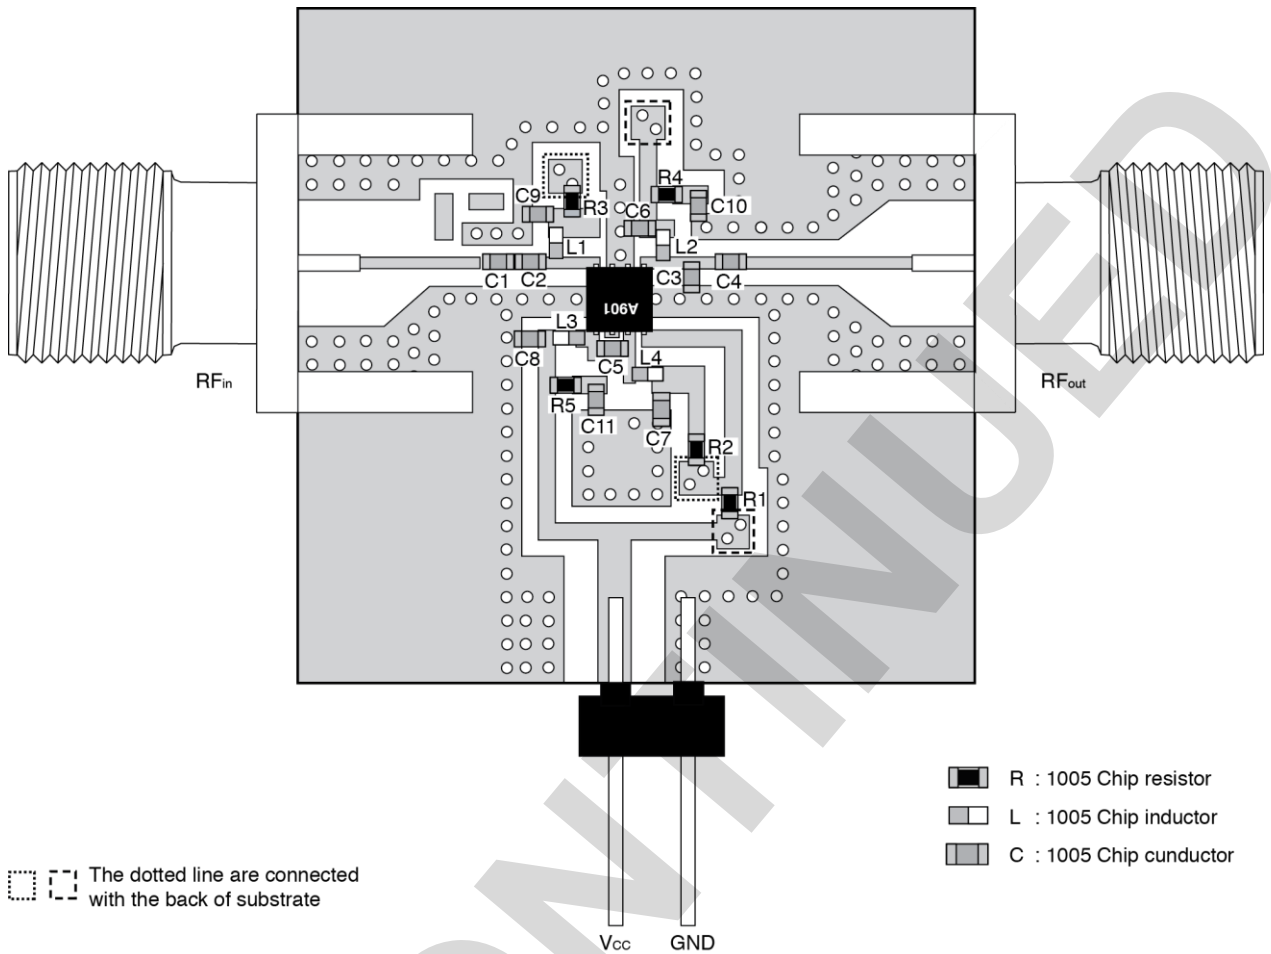 R4
C9
R3
C10
C6
L1
L2
C1
C2
C3
C4
A901
L3
C8
C5
L4
RFin
R5
C11
C7
RFout
R2
R1
R : 1005 Chip resistor
L : 1005 Chip inductor
C : 1005 Chip cunductor
The dotted line are connected
with the back of substrate
VCC
GND
ONTINUED